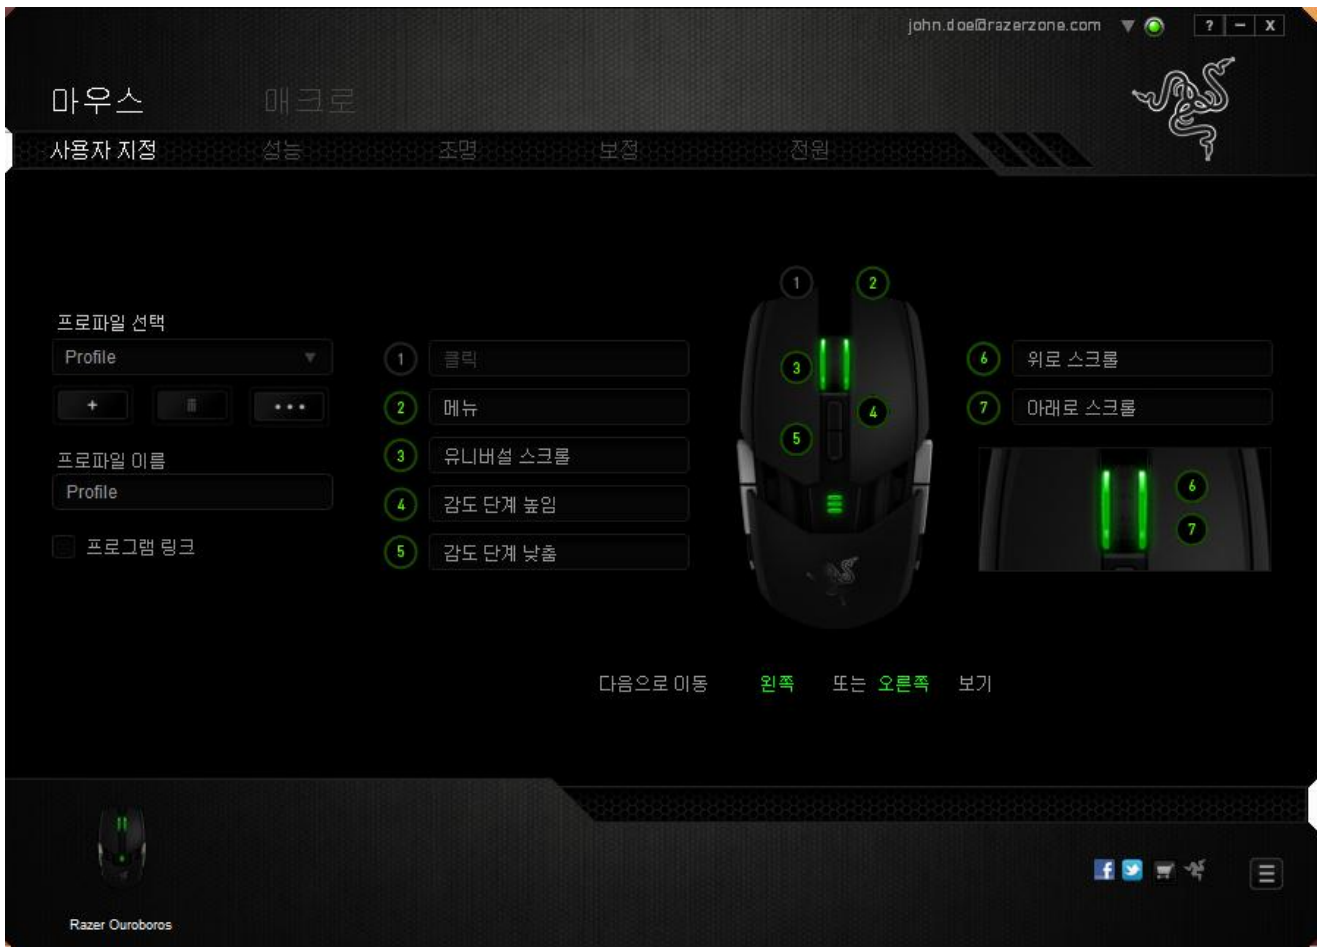 john.doe@razerzone.com
? – X
마우스 매크로
사용자 지정 성능 조명 보정 전원
1 2
프로파일 선택
Profile
+
프로파일 이름
Profile
프로그램 링크
1 클릭
2 메뉴
3 유니버설 스크롤
4 감도 단계 높임
5 감도 단계 낮춤
3
4
5
6 위로 스크롤
7 아래로 스크롤
6
7
다음으로 이동 왼쪽 또는 오른쪽 보기
Razer Ouroboros